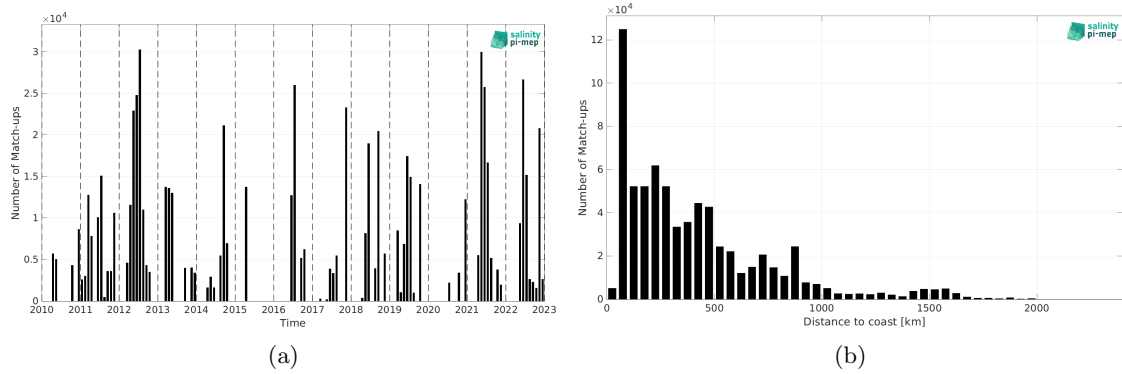 ×10⁴
salinity
pi-mep
3
2.5
2
1.5
1
0.5
0
Number of Match-ups
2010 2011 2012 2013 2014 2015 2016 2017 2018 2019 2020 2021 2022 2023
Time
(a)
×10⁴
salinity
pi-mep
12
10
8
6
4
2
0
Number of Match-ups
0 500 1000 1500 2000
Distance to coast [km]
(b)